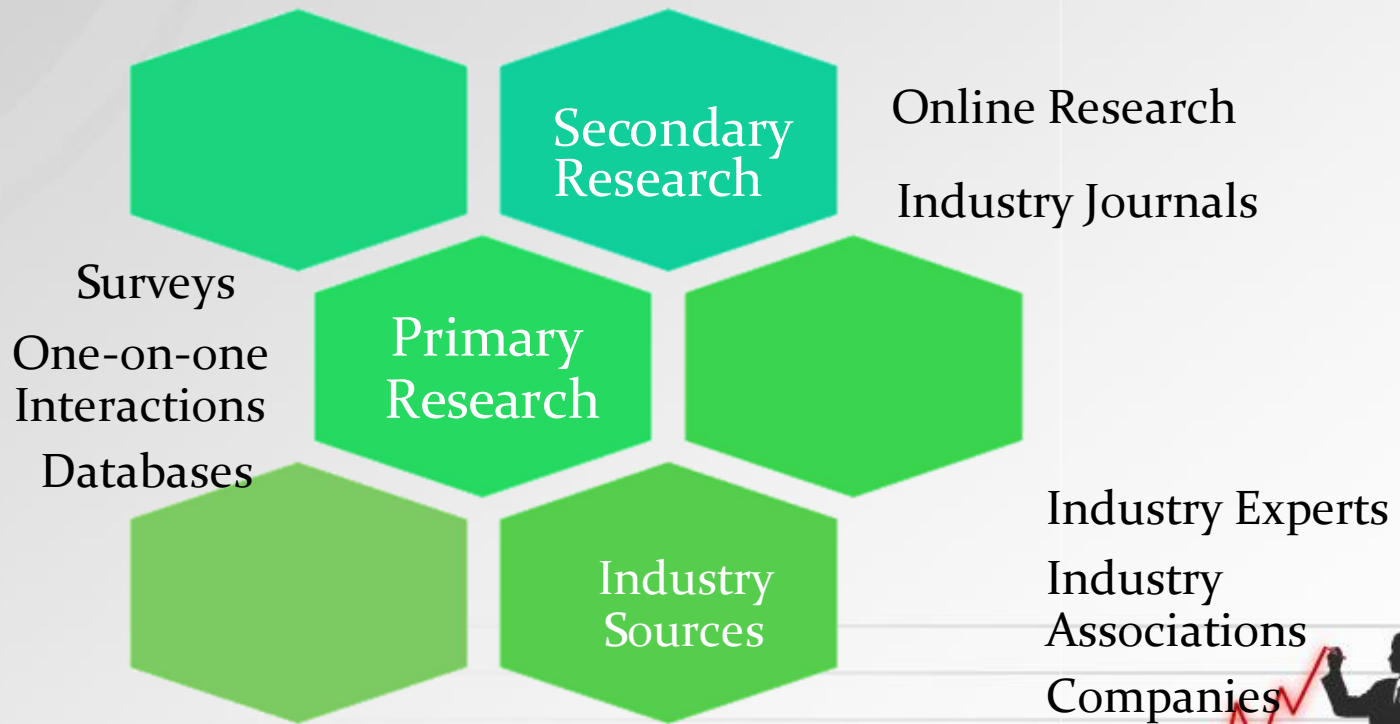 Secondary
Research
Online Research
Industry Journals
Surveys
One-on-one
Interactions
Databases
Primary
Research
Industry
Sources
Industry Experts
Industry
Associations
Companies